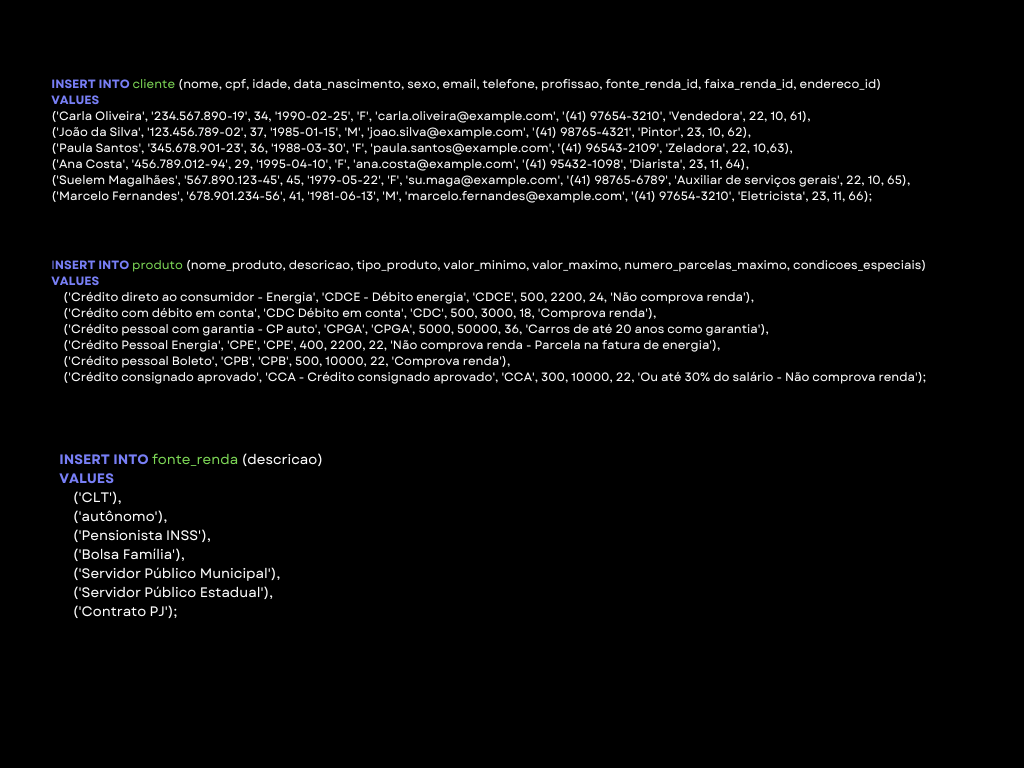 INSERT INTO cliente (nome, cpf, idade, data_nascimento, sexo, email, telefone, profissao, fonte_renda_id, faixa_renda_id, endereco_id)
VALUES
('Carla Oliveira', '234.567.890-19', 34, '1990-02-25', 'F', 'carla.oliveira@example.com', '(41) 97654-3210', 'Vendedora', 22, 10, 61),
('João da Silva', '123.456.789-02', 37, '1985-01-15', 'M', 'joao.silva@example.com', '(41) 98765-4321', 'Pintor', 23, 10, 62),
('Paula Santos', '345.678.901-23', 36, '1988-03-30', 'F', 'paula.santos@example.com', '(41) 96543-2109', 'Zeladora', 22, 10,63),
('Ana Costa', '456.789.012-94', 29, '1995-04-10', 'F', 'ana.costa@example.com', '(41) 95432-1098', 'Diarista', 23, 11, 64),
('Suelem Magalhães', '567.890.123-45', 45, '1979-05-22', 'F', 'su.maga@example.com', '(41) 98765-6789', 'Auxiliar de serviços gerais', 22, 10, 65),
('Marcelo Fernandes', '678.901.234-56', 41, '1981-06-13', 'M', 'marcelo.fernandes@example.com', '(41) 97654-3210', 'Eletricista', 23, 11, 66);
INSERT INTO produto (nome_produto, descricao, tipo_produto, valor_minimo, valor_maximo, numero_parcelas_maximo, condicoes_especiais)
VALUES
('Crédito direto ao consumidor - Energia', 'CDCE - Débito energia', 'CDCE', 500, 2200, 24, 'Não comprova renda'),
('Crédito com débito em conta', 'CDC Débito em conta', 'CDC', 500, 3000, 18, 'Comprova renda'),
('Crédito pessoal com garantia - CP auto', 'CPGA', 'CPGA', 5000, 50000, 36, 'Carros de até 20 anos como garantia'),
('Crédito Pessoal Energia', 'CPE', 'CPE', 400, 2200, 22, 'Não comprova renda - Parcela na fatura de energia'),
('Crédito pessoal Boleto', 'CPB', 'CPB', 500, 10000, 22, 'Comprova renda'),
('Crédito consignado aprovado', 'CCA - Crédito consignado aprovado', 'CCA', 300, 10000, 22, 'Ou até 30% do salário - Não comprova renda');
INSERT INTO fonte_renda (descricao)
VALUES
('CLT'),
('autônomo'),
('Pensionista INSS'),
('Bolsa Família'),
('Servidor Público Municipal'),
('Servidor Público Estadual'),
('Contrato PJ');